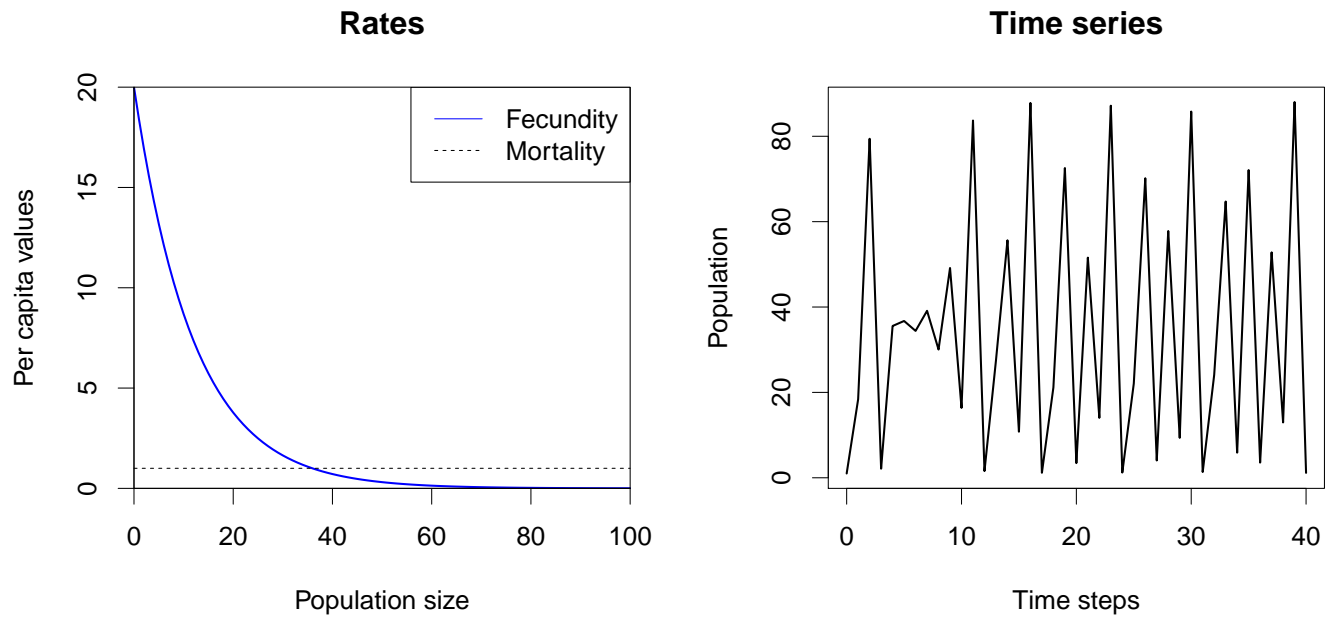 Rates
Per capita values
20
15
10
5
0
Fecundity
Mortality
0 20 40 60 80 100
Population size
Time series
Population
80
60
40
20
0
0 10 20 30 40
Time steps